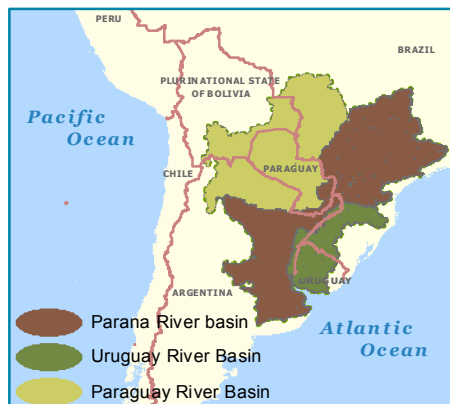 PERU
BRAZIL
PLURINATIONAL STATE
OF BOLIVIA
Pacific
Ocean
CHILE
PARAGUAY
ARGENTINA
URUGUAY
Parana River basin
Atlantic
Ocean
Uruguay River Basin
Paraguay River Basin